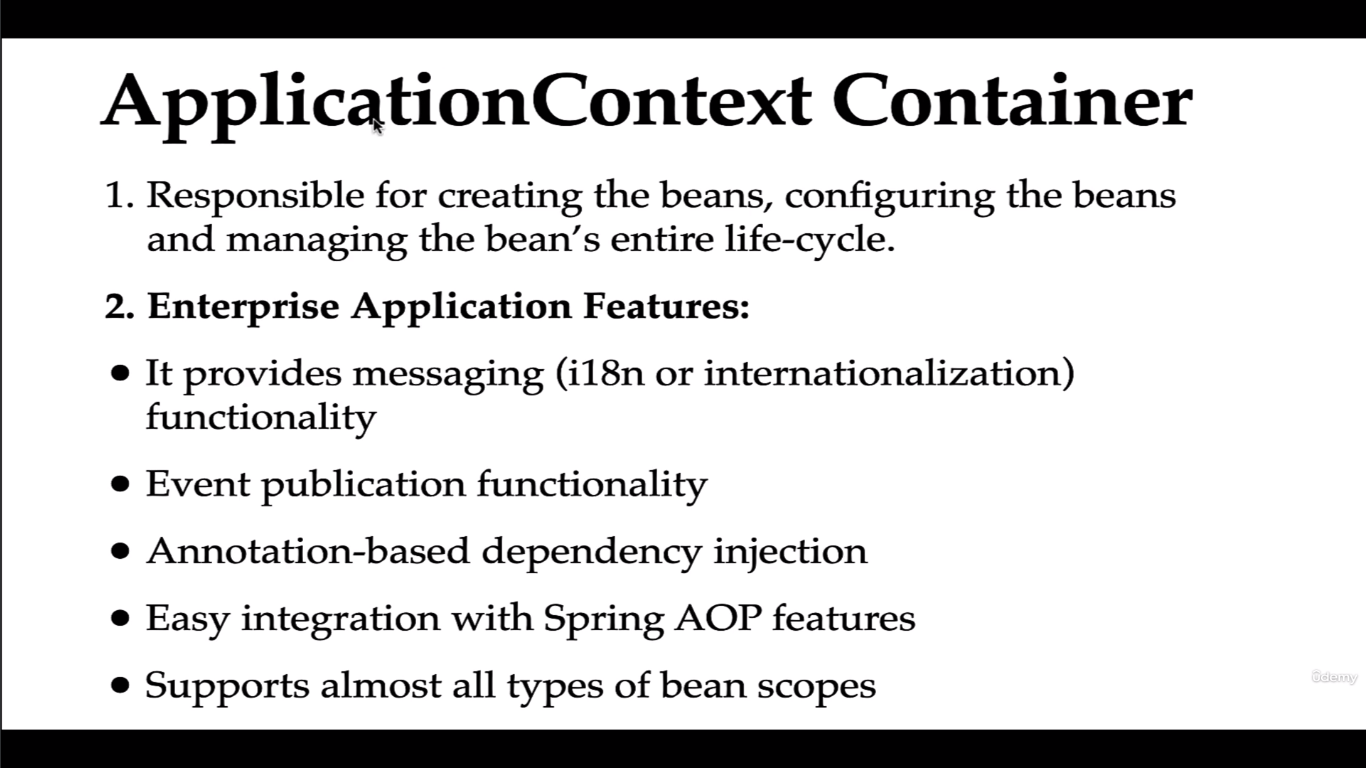 ApplicationContext Container
1. Responsible for creating the beans, configuring the beans
and managing the bean’s entire life-cycle.
2. Enterprise Application Features:
● It provides messaging (i18n or internationalization)
functionality
● Event publication functionality
● Annotation-based dependency injection
● Easy integration with Spring AOP features
● Supports almost all types of bean scopes
ûdemy